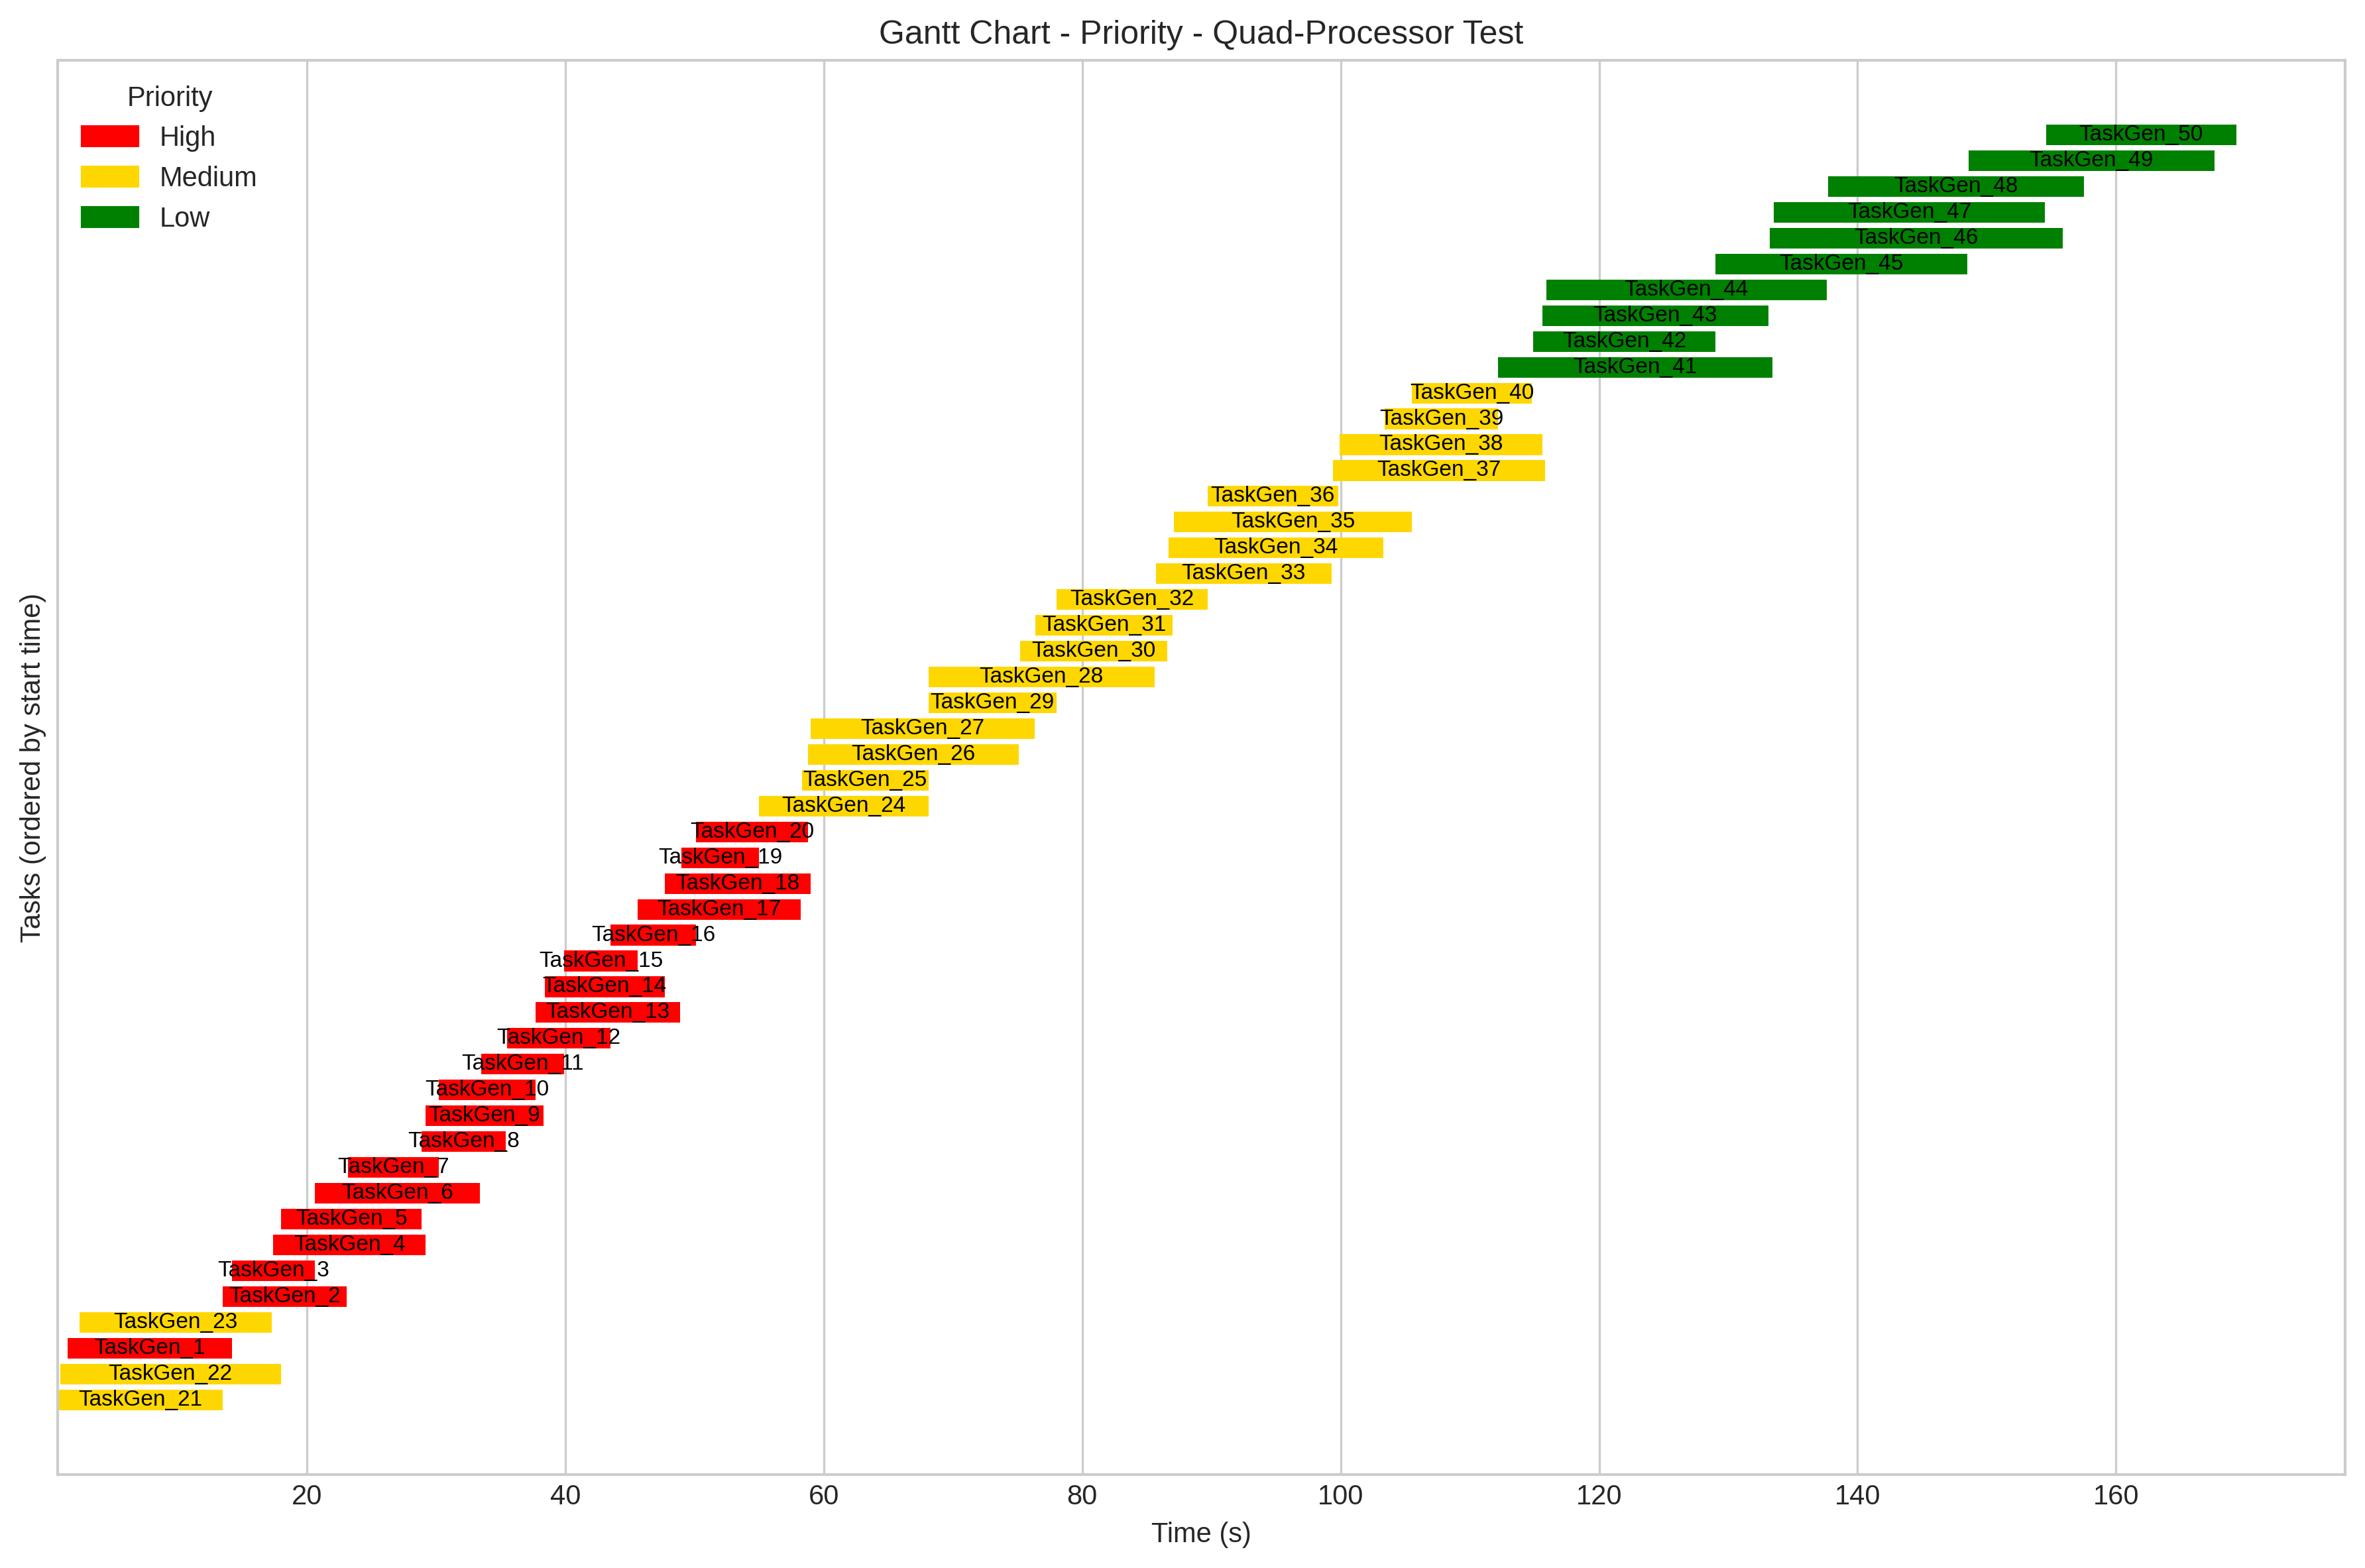 Gantt Chart - Priority - Quad-Processor Test
Priority
High
Medium
Low
TaskGen_50
TaskGen_49
TaskGen_48
TaskGen_47
TaskGen_46
TaskGen_45
TaskGen_44
TaskGen_43
TaskGen_42
TaskGen_41
TaskGen_40
TaskGen_39
TaskGen_38
TaskGen_37
TaskGen_36
TaskGen_35
TaskGen_34
TaskGen_33
TaskGen_32
TaskGen_31
TaskGen_30
TaskGen_28
TaskGen_29
TaskGen_27
TaskGen_26
TaskGen_25
TaskGen_24
TaskGen_20
TaskGen_19
TaskGen_18
TaskGen_17
TaskGen_16
TaskGen_15
TaskGen_14
TaskGen_13
TaskGen_12
TaskGen_11
TaskGen_10
TaskGen_9
TaskGen_8
TaskGen_7
TaskGen_6
TaskGen_5
TaskGen_4
TaskGen_3
TaskGen_2
TaskGen_23
TaskGen_1
TaskGen_22
TaskGen_21
Tasks (ordered by start time)
20 40 60 80 100 120 140 160
Time (s)